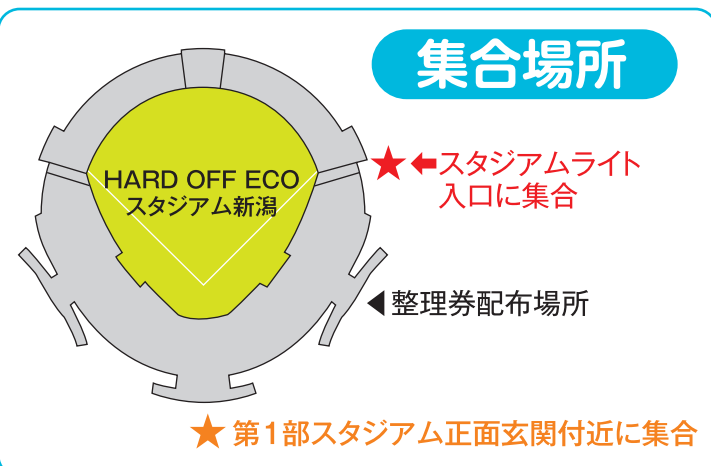 集合場所
HARD OFF ECO
スタジアム新潟
★←スタジアムライト
入口に集合
◀整理券配布場所
★ 第1部スタジアム正面玄関付近に集合